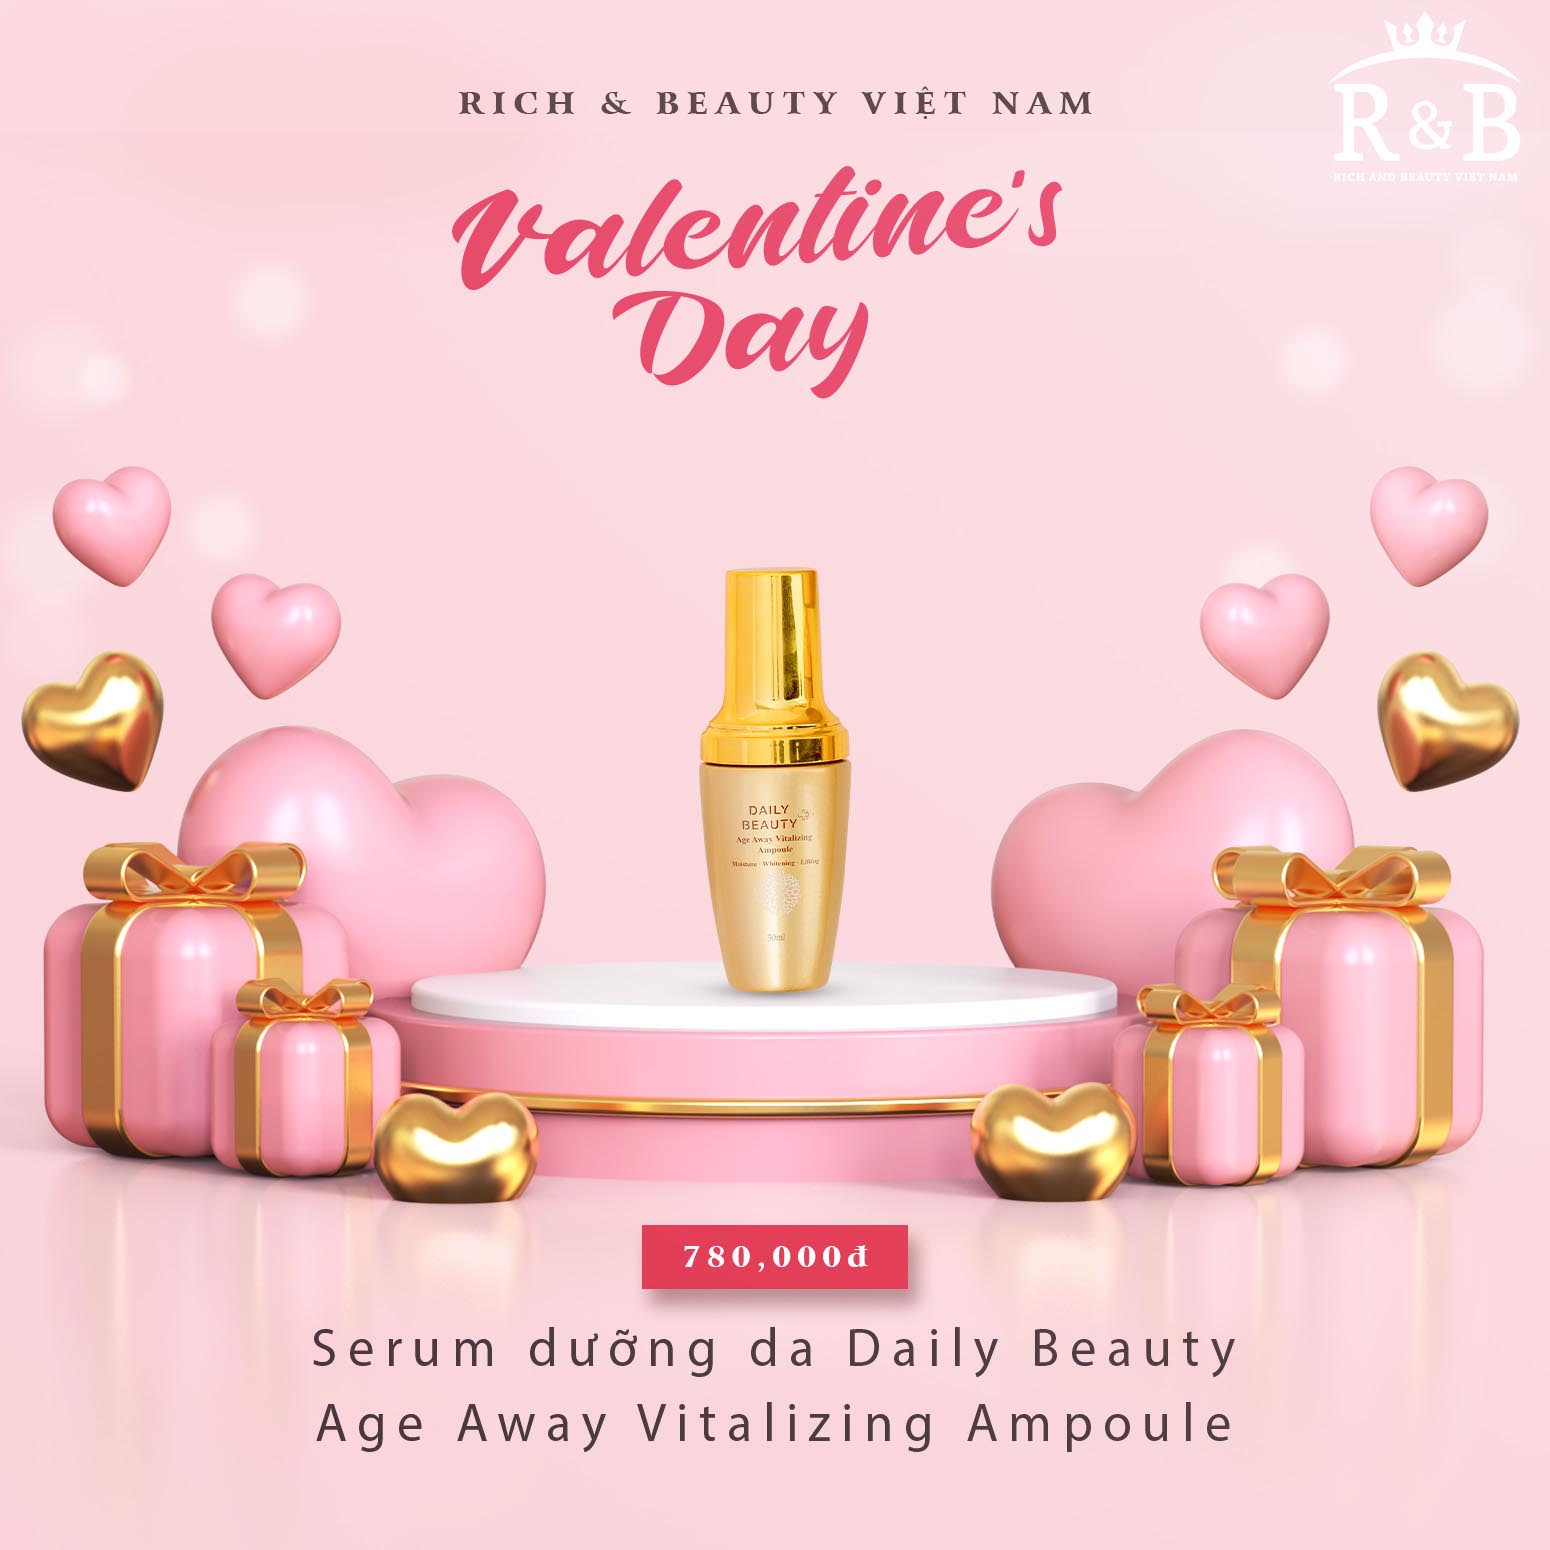 RICH & BEAUTY VIỆT NAM
R&B
RICH AND BEAUTY VIET NAM
Valentine's
Day
DAILY
BEAUTY
Age Away Vitalizing
Ampoule
Moisture - Whitening - Lifting
30ml
780,000đ
Serum dưỡng da Daily Beauty
Age Away Vitalizing Ampoule